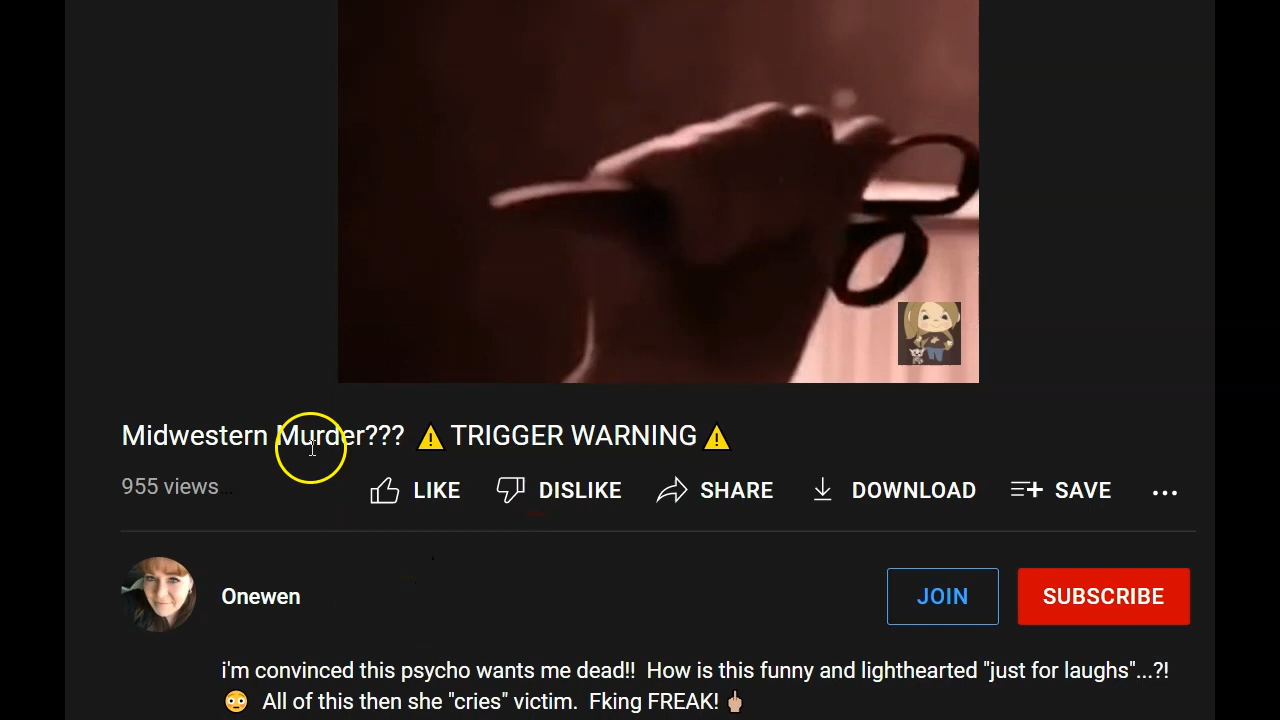 Midwestern Murder??? ⚠️ TRIGGER WARNING ⚠️
955 views
LIKE
DISLIKE
SHARE
DOWNLOAD
SAVE
Onewen
JOIN
SUBSCRIBE
i'm convinced this psycho wants me dead!! How is this funny and lighthearted "just for laughs"...?!
😳 All of this then she "cries" victim. Fking FREAK!🖕🏼